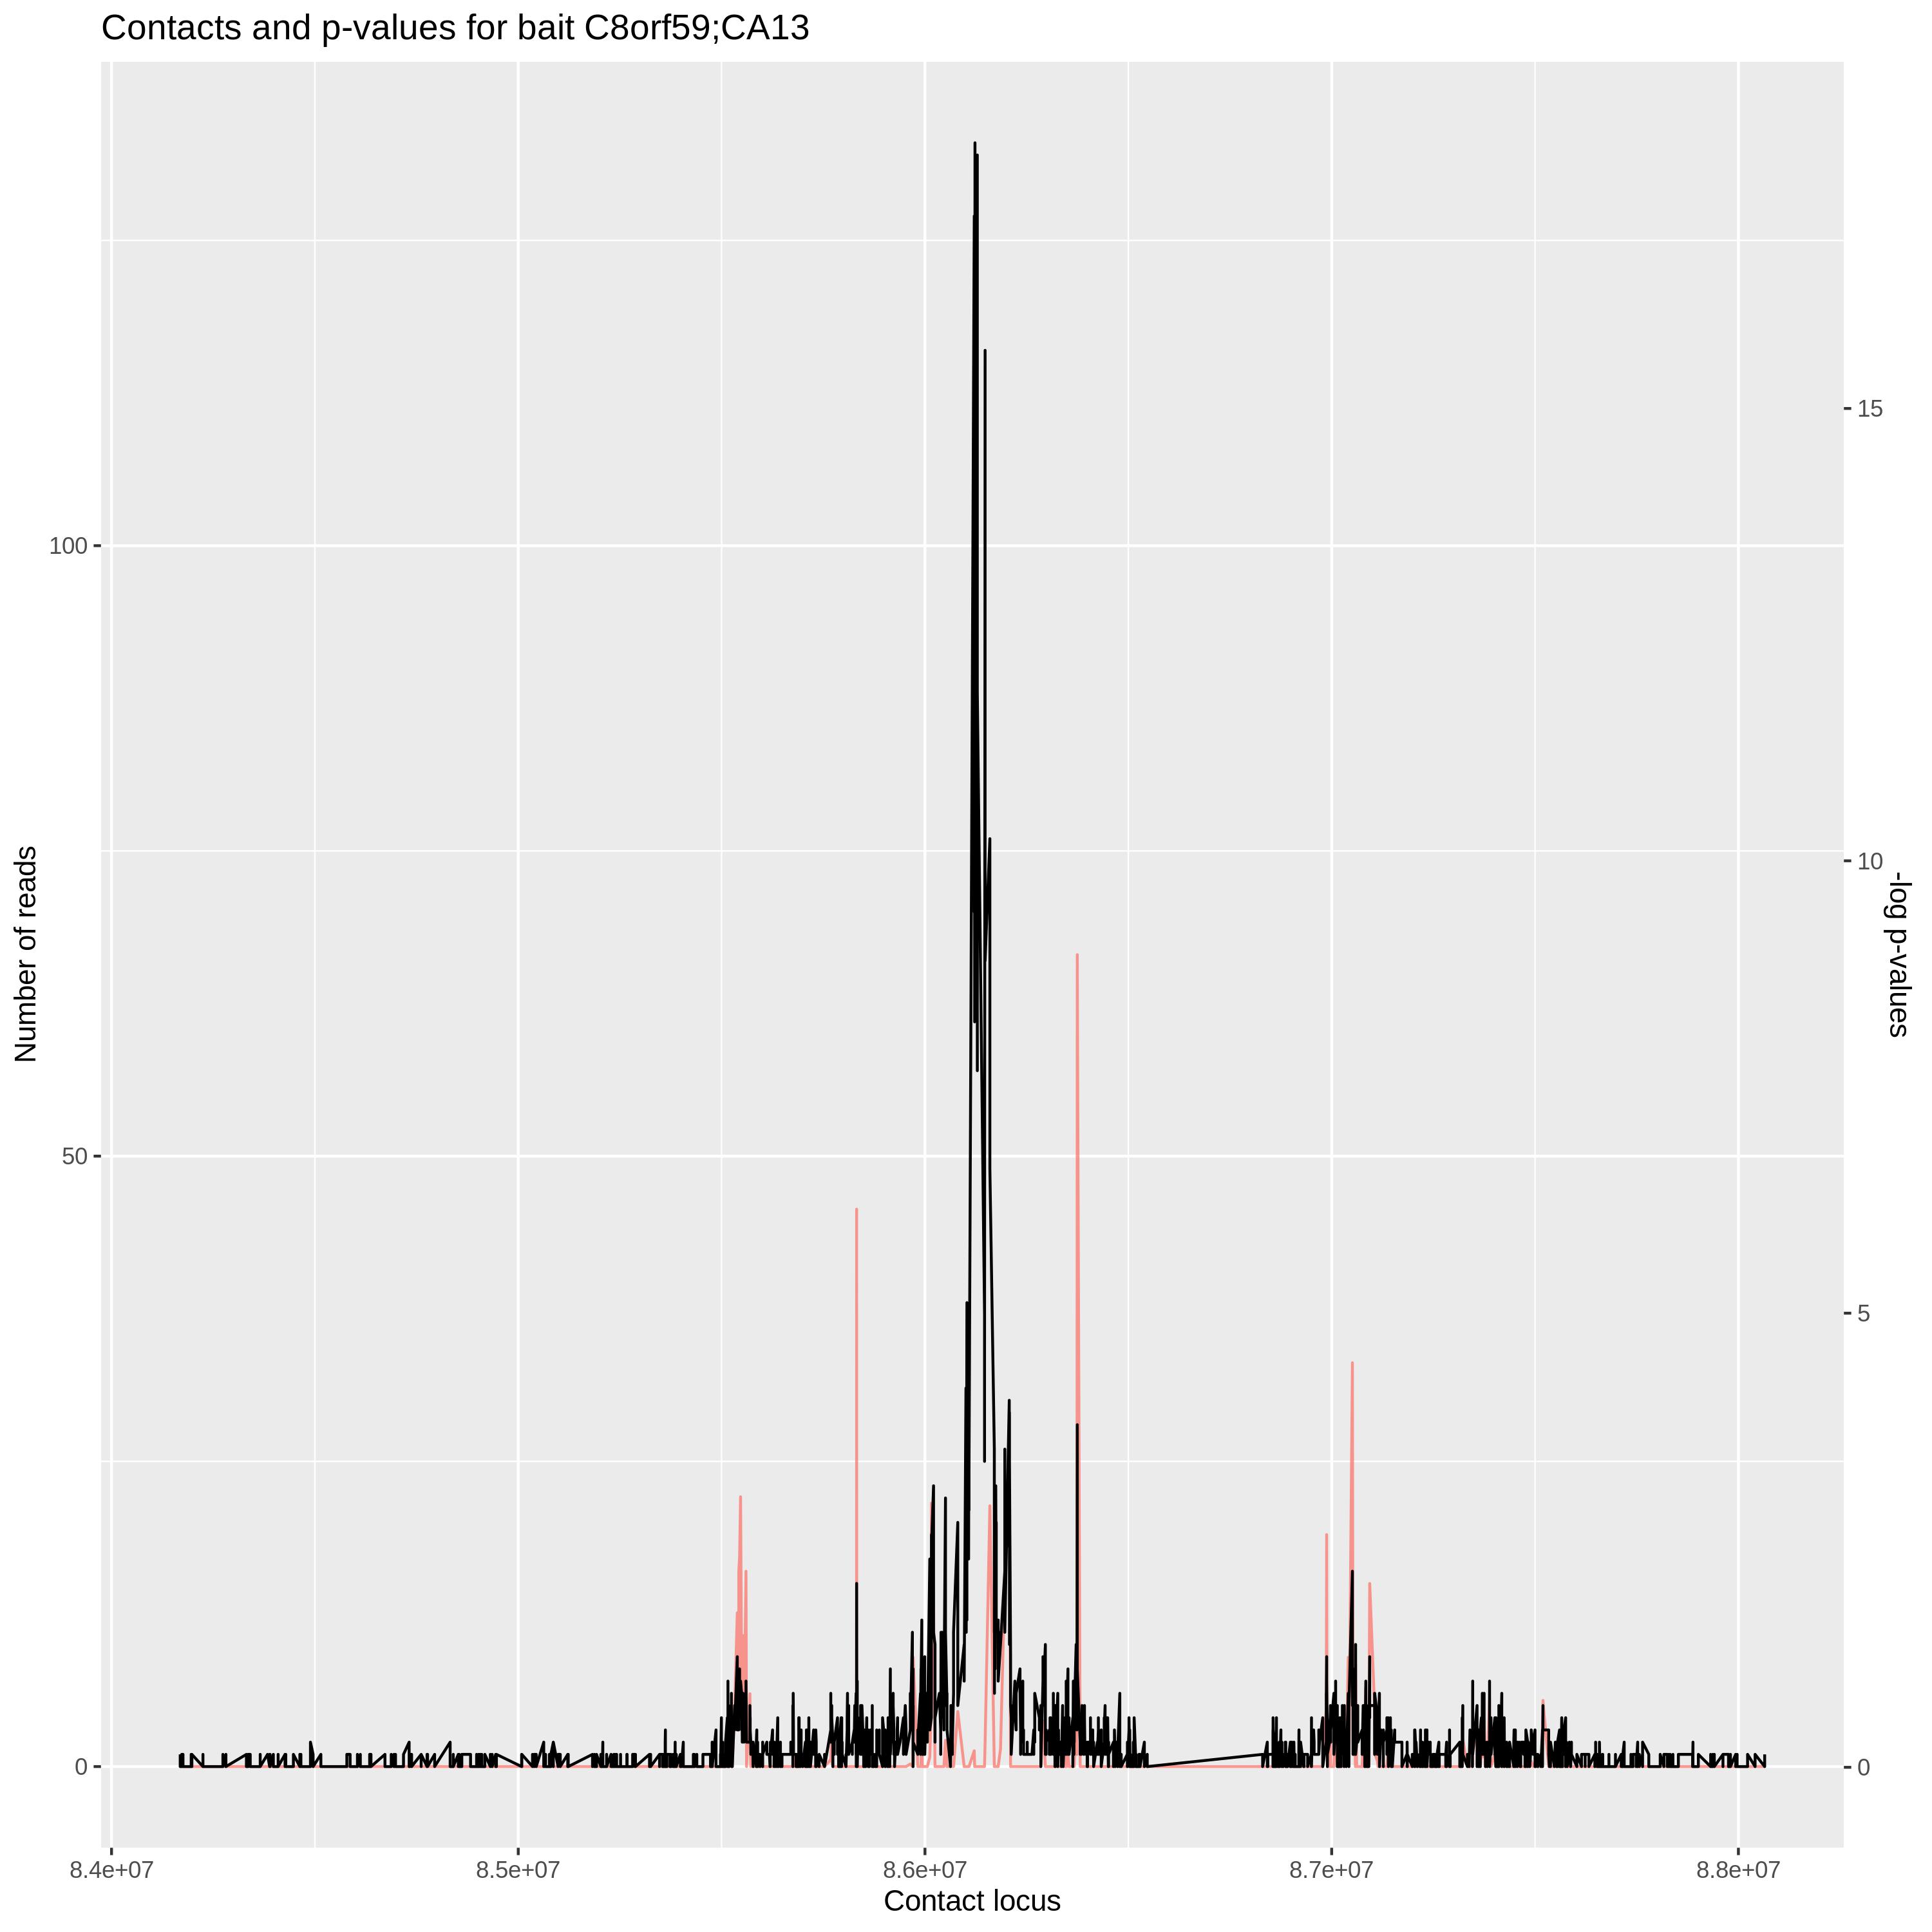 Contacts and p-values for bait C8orf59;CA13
Number of reads
100
50
0
15
10
5
0
-log p-values
8.4e+07
8.5e+07
8.6e+07
8.7e+07
8.8e+07
Contact locus